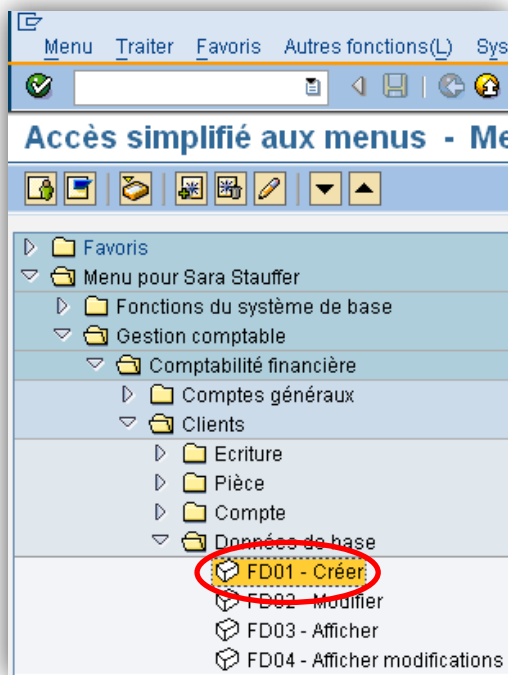 Menu Traiter Favoris Autres fonctions(L) Sys
Accès simplifié aux menus - Me
Favoris
Menu pour Sara Stauffer
Fonctions du système de base
Gestion comptable
Comptabilité financière
Comptes généraux
Clients
Ecriture
Pièce
Compte
Données de base
FD01 - Créer
FD02 - Modifier
FD03 - Afficher
FD04 - Afficher modifications